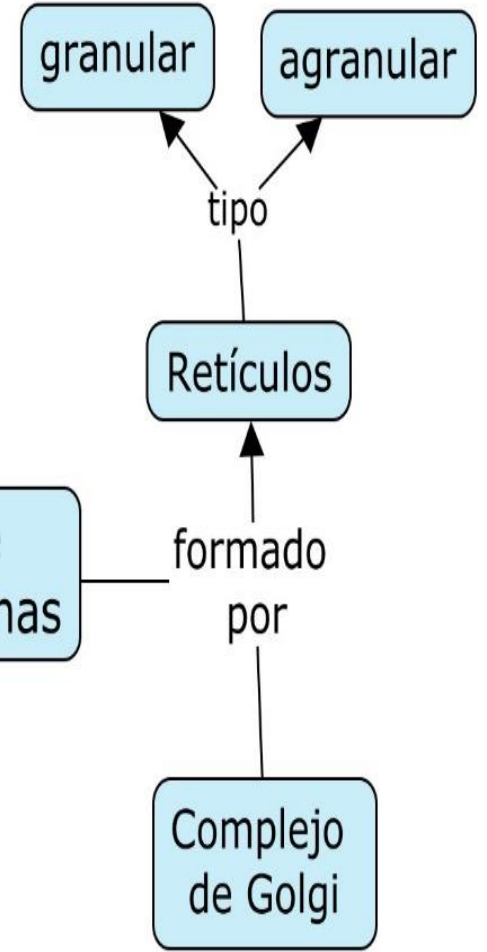 granular
agranular
tipo
Retículos
formado
por
Complejo
de Golgi